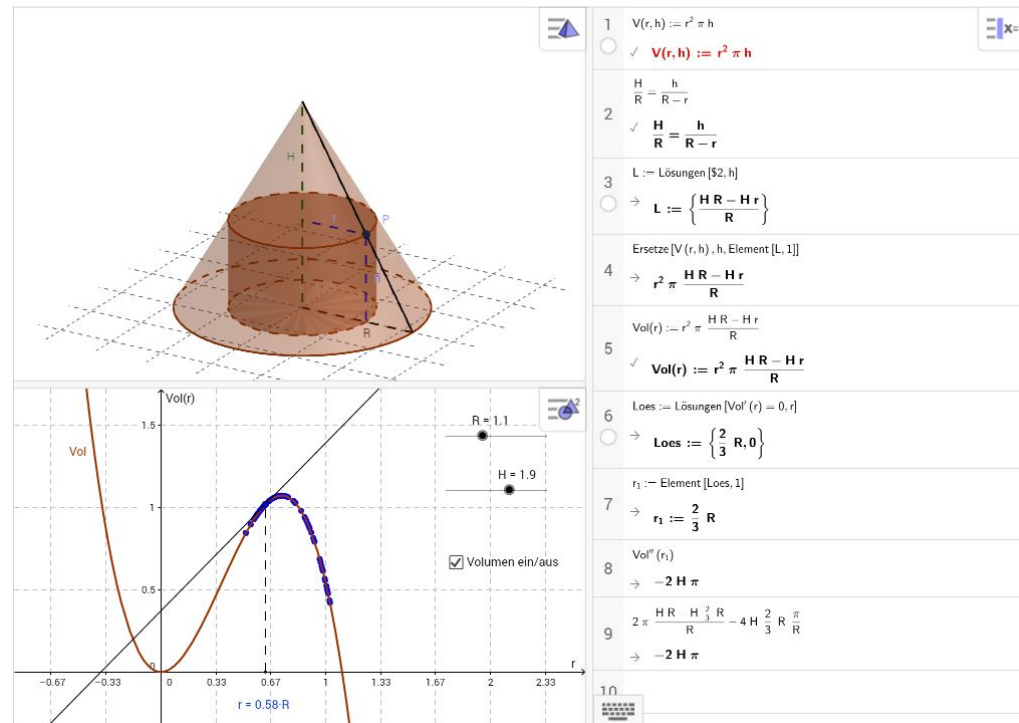 H
r
P
h
R
Vol(r)
1.5
1
0.5
0
Vol
−0.67 −0.33 0 0.33 0.67 1 1.33 1.67 2 2.33
r
r = 0.58·R
R = 1.1
H = 1.9
Volumen ein/aus
1
V(r, h) := r² π h
✓ V(r, h) := r² π h
2
H/R = h/(R − r)
✓ H/R = h/(R − r)
3
L := Lösungen [$2, h]
→ L := {(H R − H r)/R}
4
Ersetze [V (r, h) , h, Element [L, 1]]
→ r² π (H R − H r)/R
5
Vol(r) := r² π (H R − H r)/R
✓ Vol(r) := r² π (H R − H r)/R
6
Loes := Lösungen [Vol′ (r) = 0, r]
→ Loes := {2/3 R, 0}
7
r₁ := Element [Loes, 1]
→ r₁ := 2/3 R
8
Vol″ (r₁)
→ −2 H π
9
2 π (H R − H 2/3 R)/R − 4 H 2/3 R π/R
→ −2 H π
10
x=